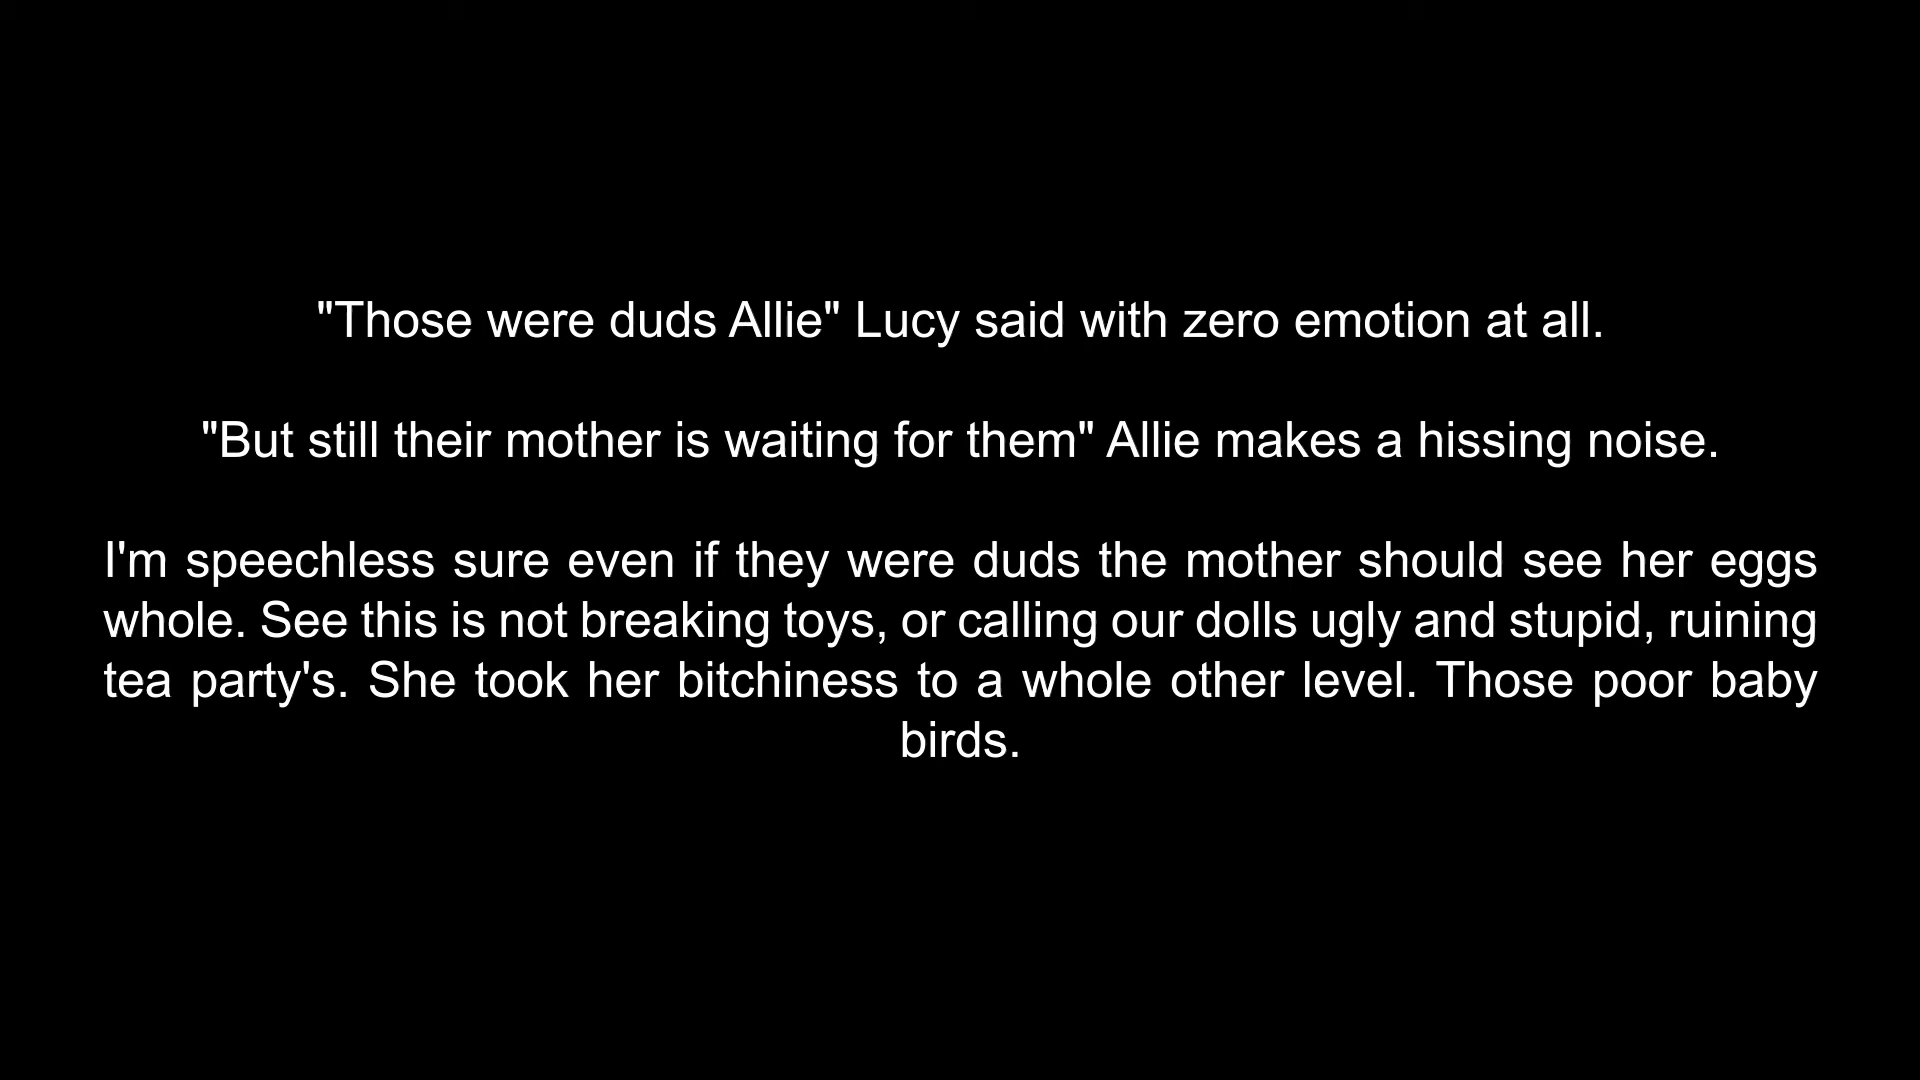 "Those were duds Allie" Lucy said with zero emotion at all.
"But still their mother is waiting for them" Allie makes a hissing noise.
I'm speechless sure even if they were duds the mother should see her eggs
whole. See this is not breaking toys, or calling our dolls ugly and stupid, ruining
tea party's. She took her bitchiness to a whole other level. Those poor baby
birds.